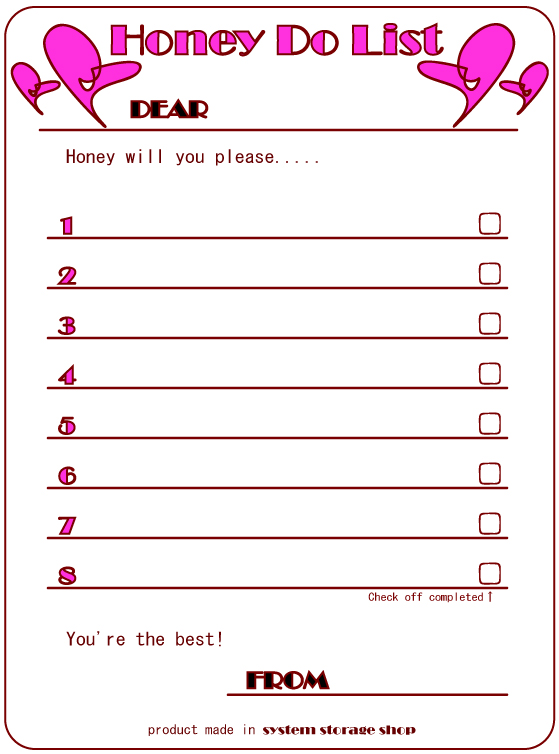 Honey Do List
DEAR
Honey will you please.....
1
2
3
4
5
6
7
8
Check off completed↑
You're the best!
FROM
product made in system storage shop